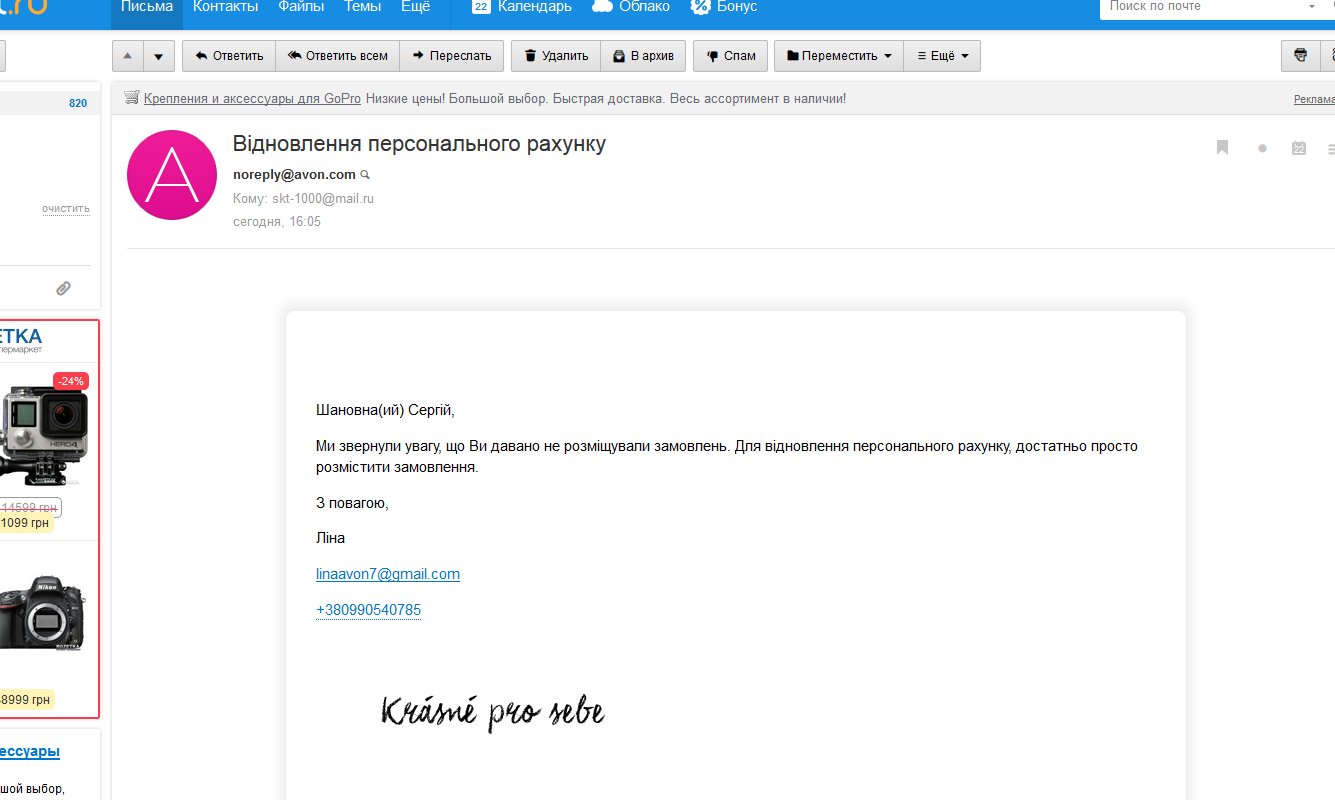 .ru
Письма
Контакты
Файлы
Темы
Ещё
22
Календарь
Облако
Бонус
Поиск по почте
Ответить
Ответить всем
Переслать
Удалить
В архив
Спам
Переместить
Ещё
Крепления и аксессуары для GoPro Низкие цены! Большой выбор. Быстрая доставка. Весь ассортимент в наличии!
Реклама
820
очистить
ETKA
пермаркет
-24%
HERO4
14599 грн
1099 грн
Nikon
ROZETKA
8999 грн
ессуары
шой выбор,
A
Відновлення персонального рахунку
noreply@avon.com
Кому: skt-1000@mail.ru
сегодня, 16:05
22
Шановна(ий) Сергій,
Ми звернули увагу, що Ви давано не розміщували замовлень. Для відновлення персонального рахунку, достатньо просто
розмістити замовлення.
З повагою,
Ліна
linaavon7@gmail.com
+380990540785
Krásné pro sebe